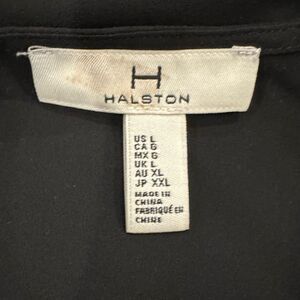 H
HALSTON
US L
CA G
MX G
UK L
AU XL
JP XXL
MADE IN
CHINA
FABRIQUÉ EN
CHINE